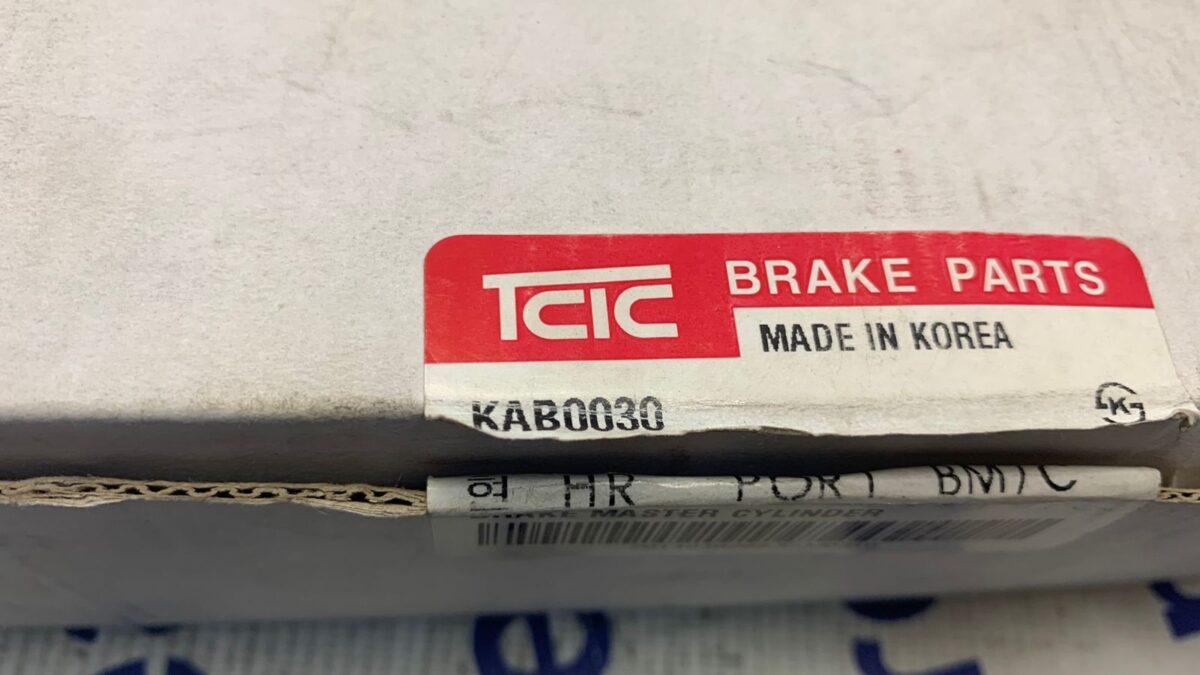 TCIC
BRAKE PARTS
MADE IN KOREA
KAB0030
K
HR PORT BM/C
BRAKE MASTER CYLINDER